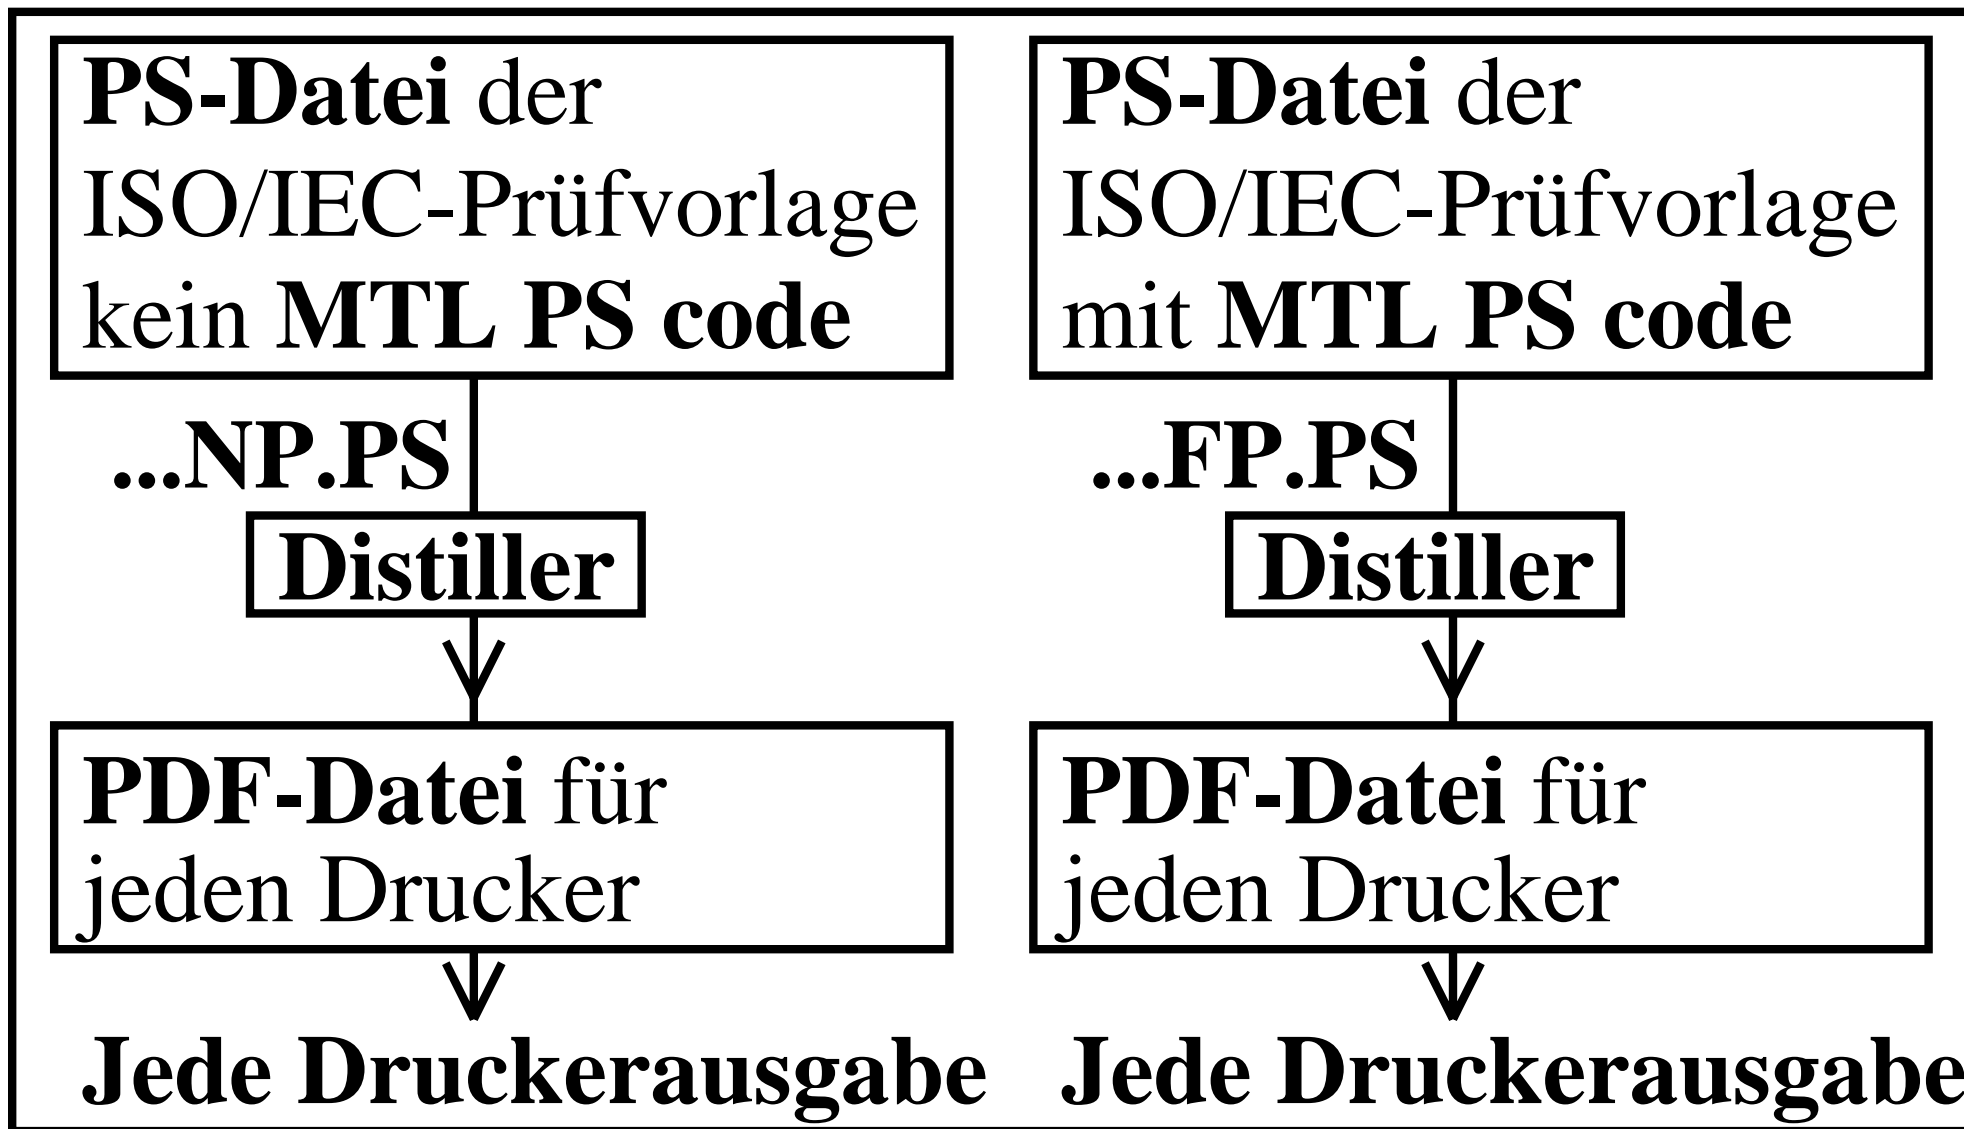 PS-Datei der
ISO/IEC-Prüfvorlage
kein MTL PS code
...NP.PS
Distiller
PDF-Datei für
jeden Drucker
Jede Druckerausgabe
PS-Datei der
ISO/IEC-Prüfvorlage
mit MTL PS code
...FP.PS
Distiller
PDF-Datei für
jeden Drucker
Jede Druckerausgabe